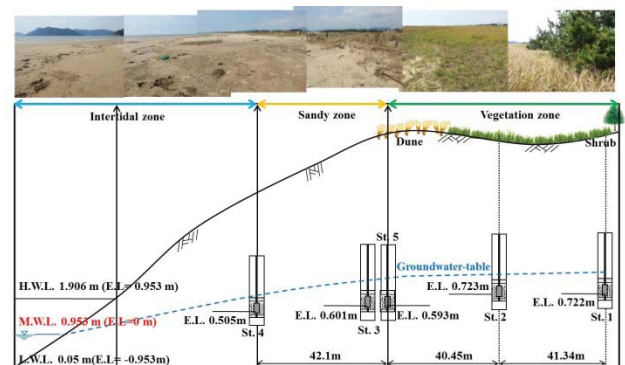 Intertidal zone
Sandy zone
Vegetation zone
Dune
Shrub
St. 5
Groundwater-table
H.W.L. 1.906 m (E.L= 0.953 m)
E.L. 0.723m
E.L. 0.722m
M.W.L. 0.953 m (E.L=0 m)
E.L. 0.505m
E.L. 0.601m
E.L. 0.593m
St. 4
St. 3
St. 2
St. 1
L.W.L. 0.05 m(E.L= -0.953m)
42.1m
40.45m
41.34m